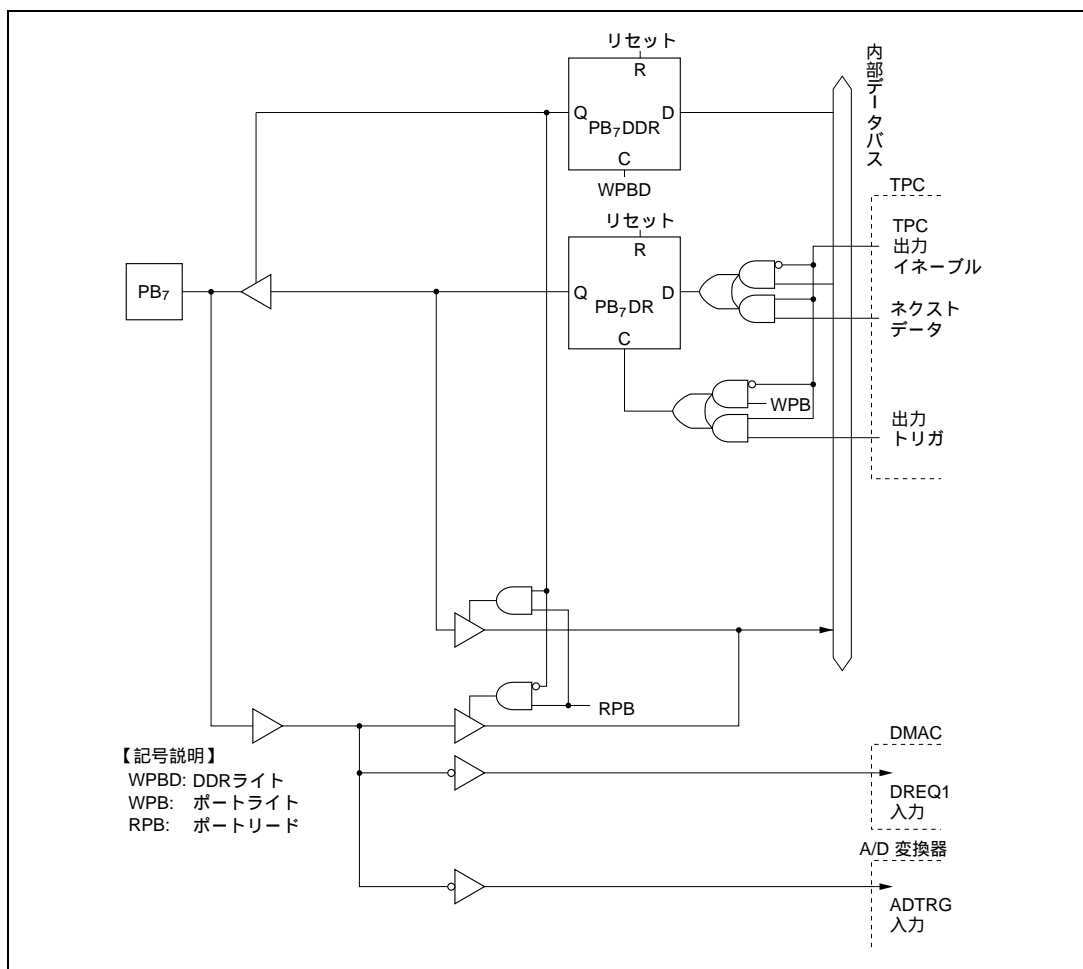 リセット
R
Q
D
PB7DDR
C
WPBD
内部データバス
TPC
リセット
R
TPC
出力
イネーブル
PB7
Q
D
PB7DR
C
ネクスト
データ
WPB
出力
トリガ
RPB
【記号説明】
WPBD: DDRライト
WPB: ポートライト
RPB: ポートリード
DMAC
DREQ1
入力
A/D 変換器
ADTRG
入力